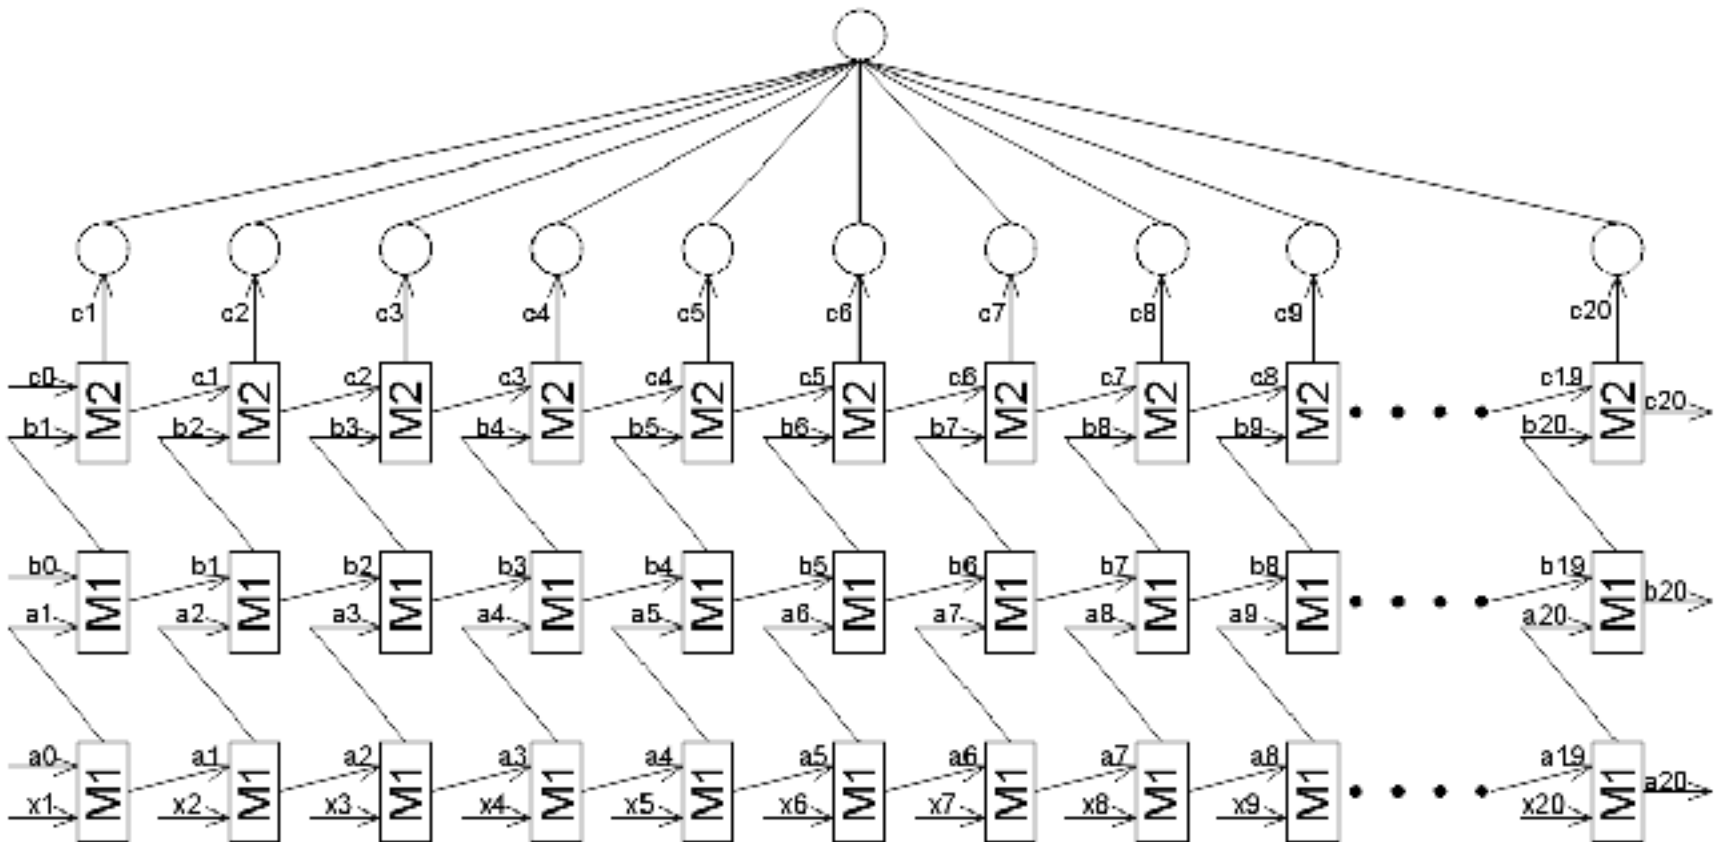 c1 c2 c3 c4 c5 c6 c7 c8 c9 c20
c0 c1 c2 c3 c4 c5 c6 c7 c8 c19
M2 M2 M2 M2 M2 M2 M2 M2 M2 M2 c20
b1 b2 b3 b4 b5 b6 b7 b8 b9 b20
b0 b1 b2 b3 b4 b5 b6 b7 b8 b19
M1 M1 M1 M1 M1 M1 M1 M1 M1 M1 b20
a1 a2 a3 a4 a5 a6 a7 a8 a9 a20
a0 a1 a2 a3 a4 a5 a6 a7 a8 a19
M1 M1 M1 M1 M1 M1 M1 M1 M1 M1 a20
x1 x2 x3 x4 x5 x6 x7 x8 x9 x20